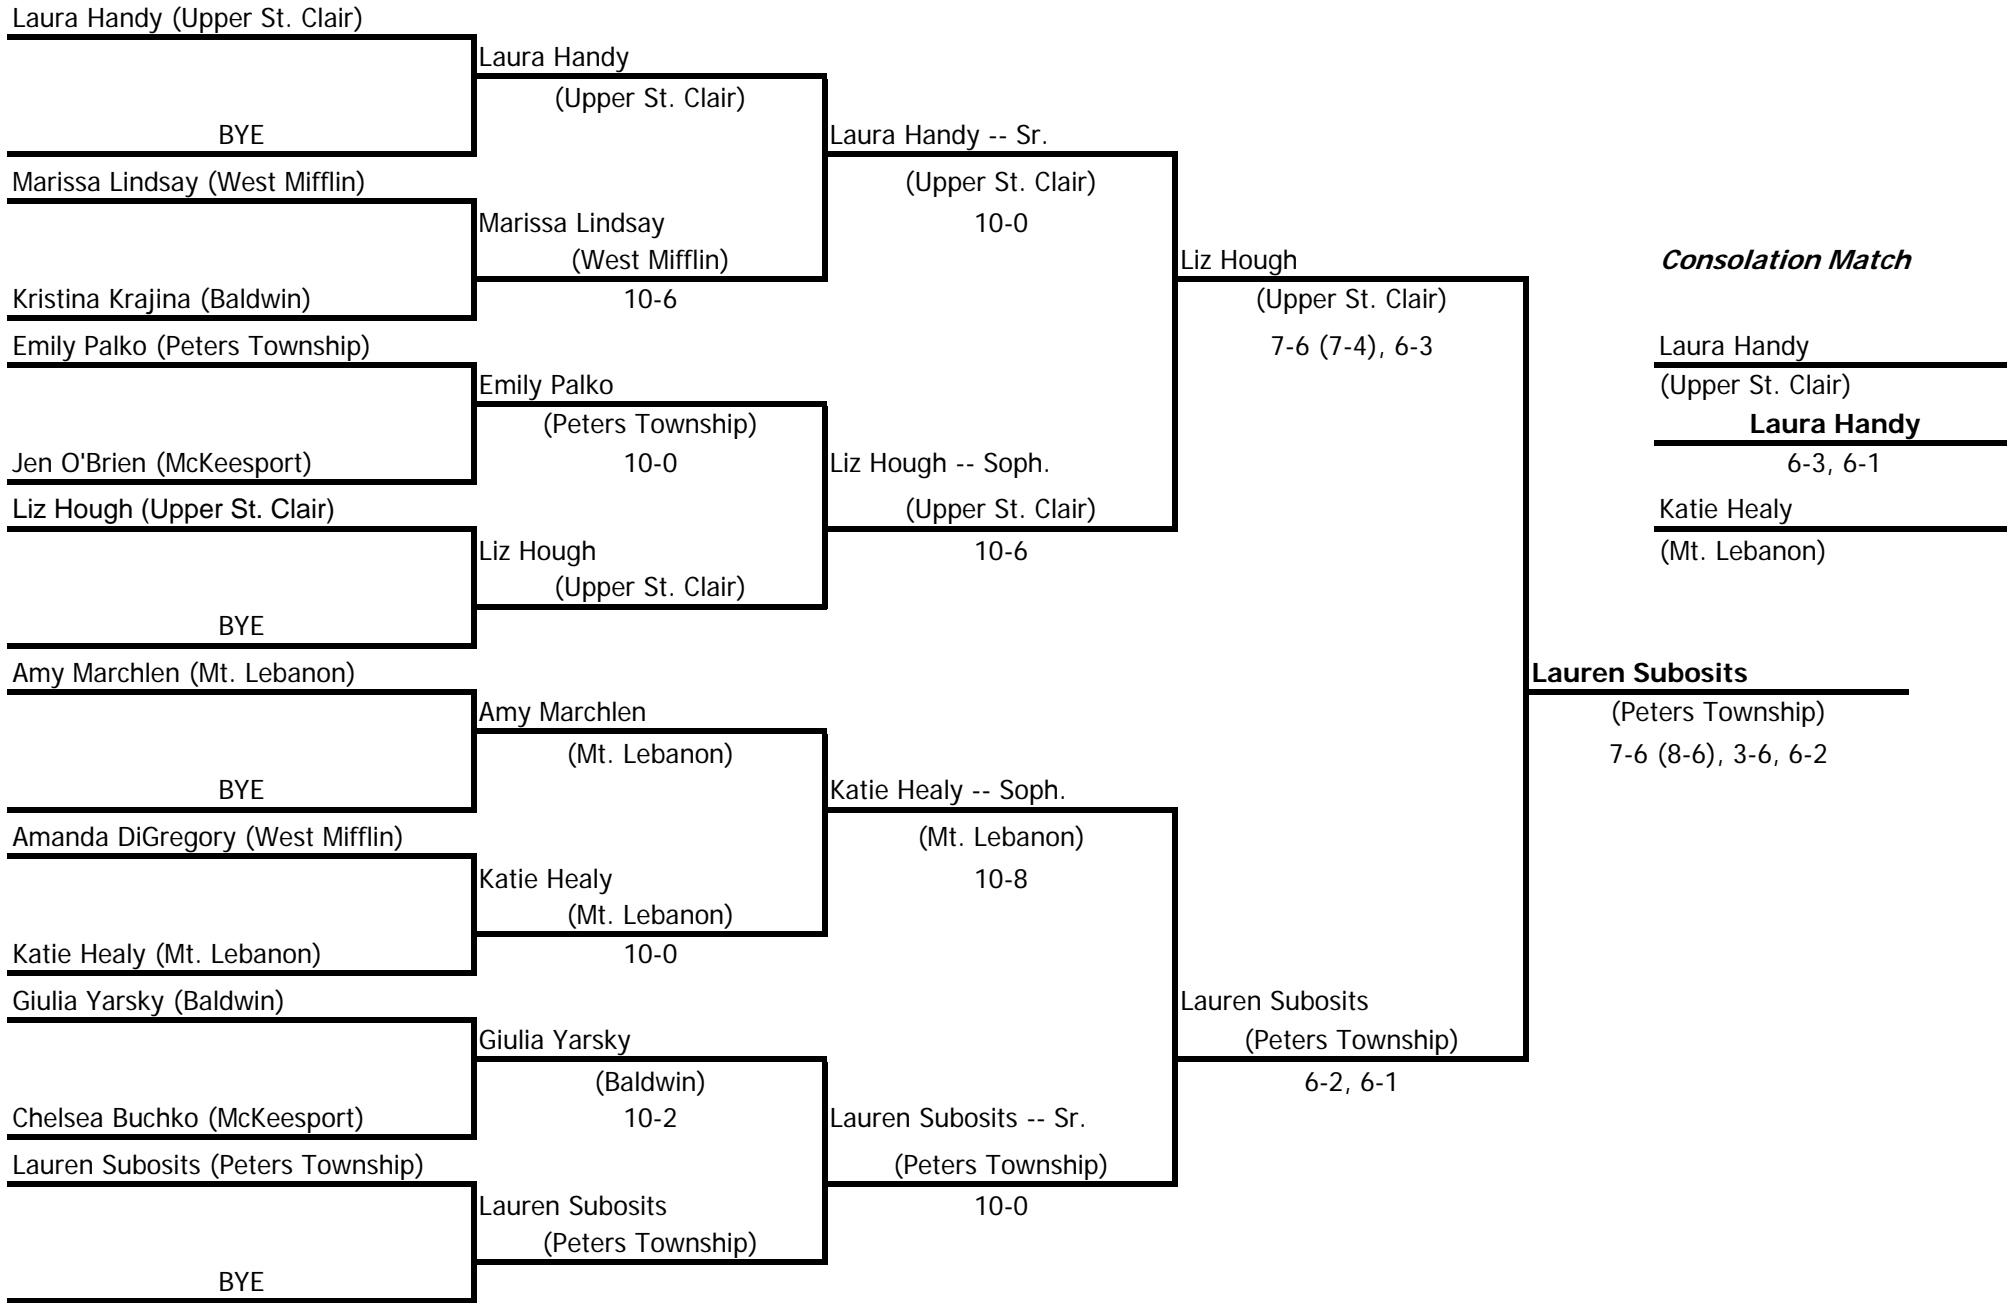 Laura Handy (Upper St. Clair)
BYE
Marissa Lindsay (West Mifflin)
Kristina Krajina (Baldwin)
Emily Palko (Peters Township)
Jen O'Brien (McKeesport)
Liz Hough (Upper St. Clair)
BYE
Amy Marchlen (Mt. Lebanon)
BYE
Amanda DiGregory (West Mifflin)
Katie Healy (Mt. Lebanon)
Giulia Yarsky (Baldwin)
Chelsea Buchko (McKeesport)
Lauren Subosits (Peters Township)
BYE
Laura Handy
(Upper St. Clair)
Marissa Lindsay
(West Mifflin)
10-6
Emily Palko
(Peters Township)
10-0
Liz Hough
(Upper St. Clair)
Amy Marchlen
(Mt. Lebanon)
Katie Healy
(Mt. Lebanon)
10-0
Giulia Yarsky
(Baldwin)
10-2
Lauren Subosits
(Peters Township)
Laura Handy -- Sr.
(Upper St. Clair)
10-0
Liz Hough -- Soph.
(Upper St. Clair)
10-6
Katie Healy -- Soph.
(Mt. Lebanon)
10-8
Lauren Subosits -- Sr.
(Peters Township)
10-0
Liz Hough
(Upper St. Clair)
7-6 (7-4), 6-3
Lauren Subosits
(Peters Township)
6-2, 6-1
Lauren Subosits
(Peters Township)
7-6 (8-6), 3-6, 6-2
Consolation Match
Laura Handy
(Upper St. Clair)
Laura Handy
6-3, 6-1
Katie Healy
(Mt. Lebanon)